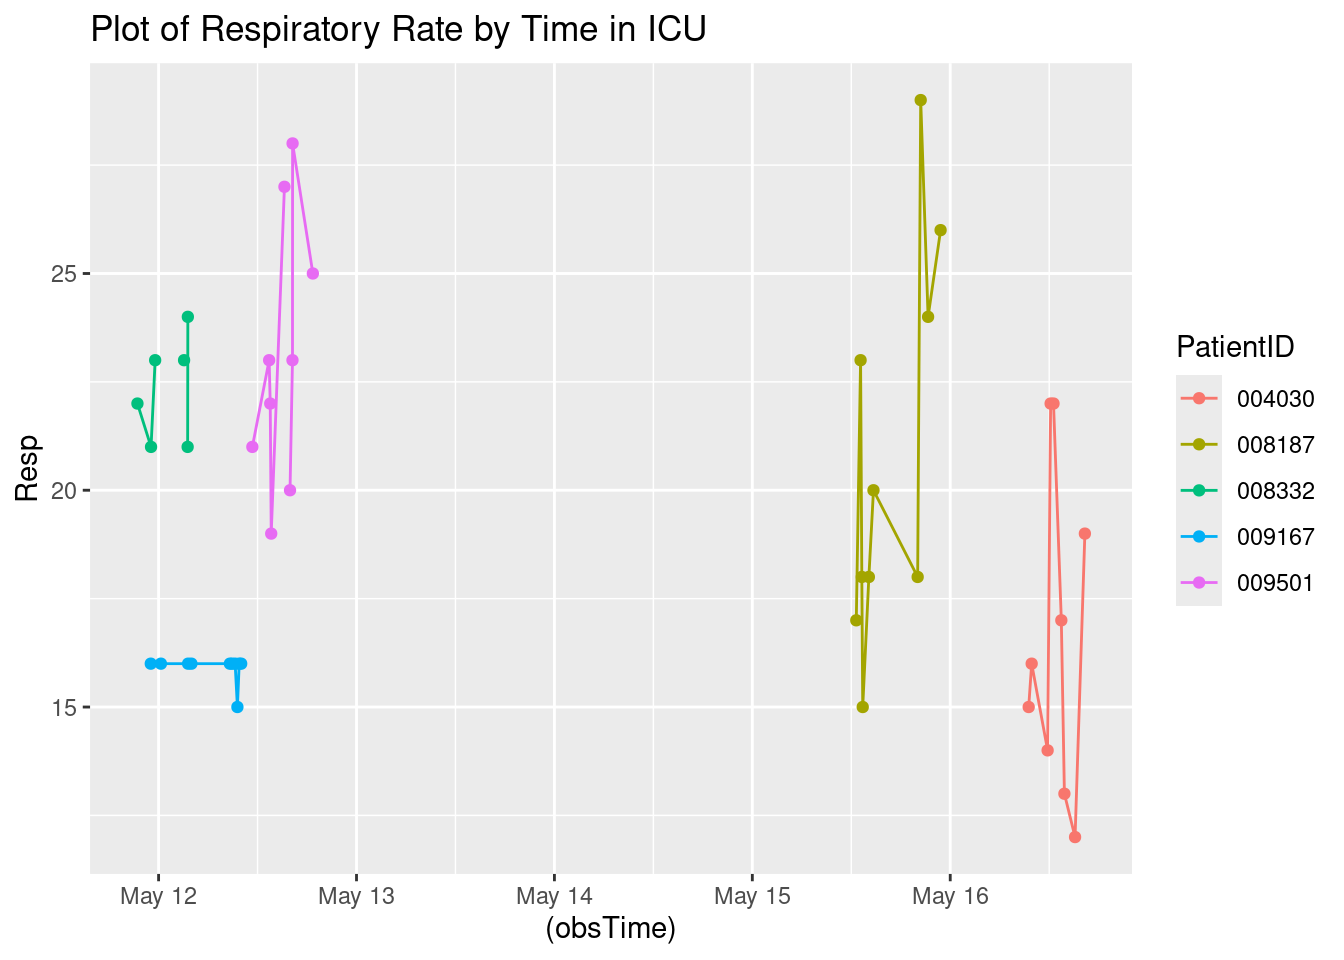 Plot of Respiratory Rate by Time in ICU
Resp
25
20
15
May 12
May 13
May 14
May 15
May 16
(obsTime)
PatientID
004030
008187
008332
009167
009501